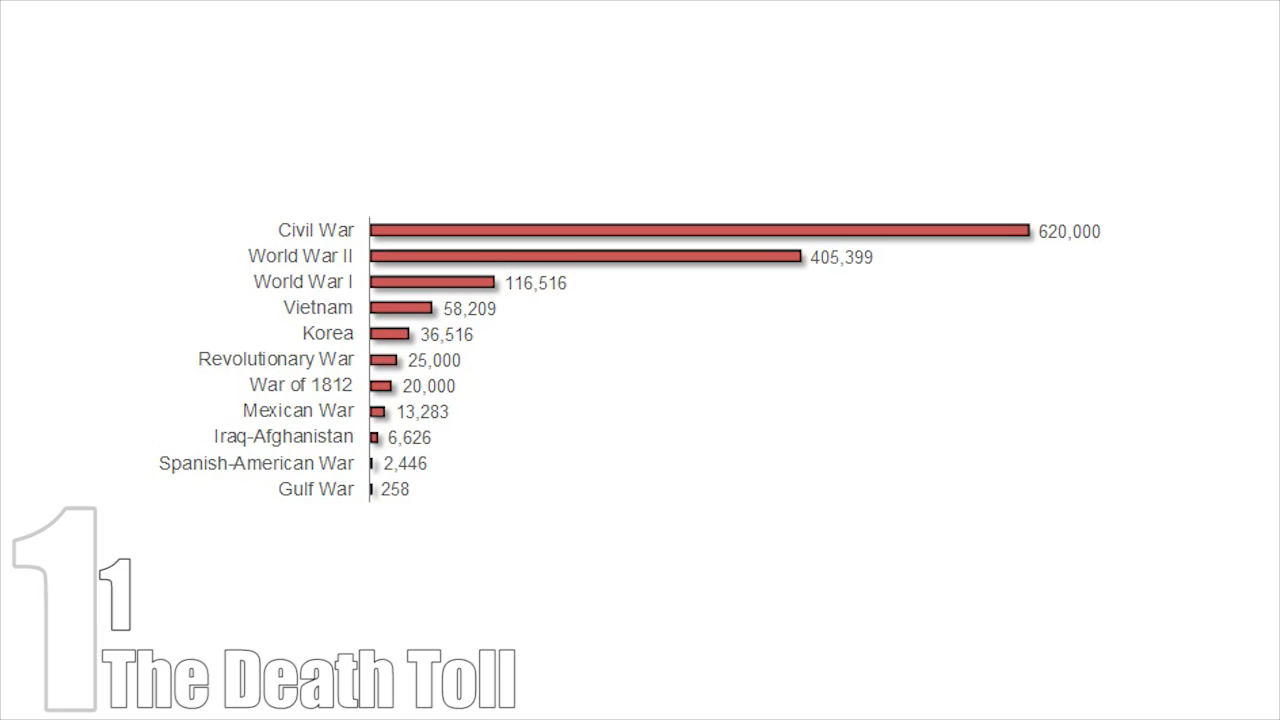 Civil War 620,000
World War II 405,399
World War I 116,516
Vietnam 58,209
Korea 36,516
Revolutionary War 25,000
War of 1812 20,000
Mexican War 13,283
Iraq-Afghanistan 6,626
Spanish-American War 2,446
Gulf War 258
1
1
The Death Toll